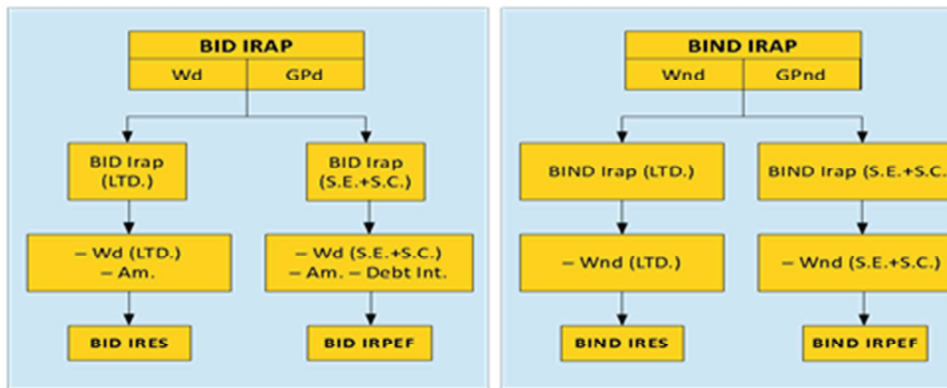 BID IRAP
Wd GPd
BID Irap
(LTD.)
BID Irap
(S.E.+S.C.)
– Wd (LTD.)
– Am.
– Wd (S.E.+S.C.)
– Am. – Debt Int.
BID IRES
BID IRPEF
BIND IRAP
Wnd GPnd
BIND Irap (LTD.)
BIND Irap (S.E.+S.C.
– Wnd (LTD.)
– Wnd (S.E.+S.C.)
BIND IRES
BIND IRPEF